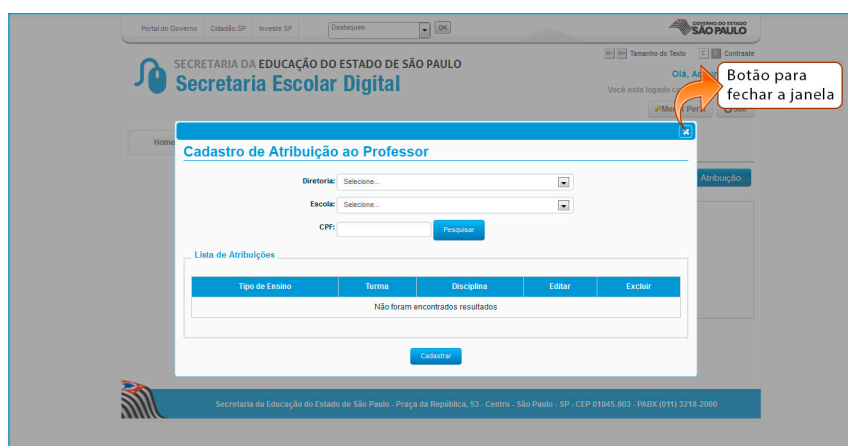 Portal do Governo Cidadão.SP Investe SP Destaques: OK
GOVERNO DO ESTADO
SÃO PAULO
A- A+ Tamanho do Texto C C Contraste
SECRETARIA DA EDUCAÇÃO DO ESTADO DE SÃO PAULO
Secretaria Escolar Digital
Olá,
Você esta logado
Botão para
fechar a janela
Home
Cadastro de Atribuição ao Professor
Atribuição
Diretoria: Selecione...
Escola: Selecione...
CPF: Pesquisar
Lista de Atribuições
Tipo de Ensino Turma Disciplina Editar Excluir
Não foram encontrados resultados
Cadastrar
Secretaria da Educação do Estado de São Paulo - Praça da República, 53 - Centro - São Paulo - SP - CEP 01045-903 - PABX (011) 3218-2000